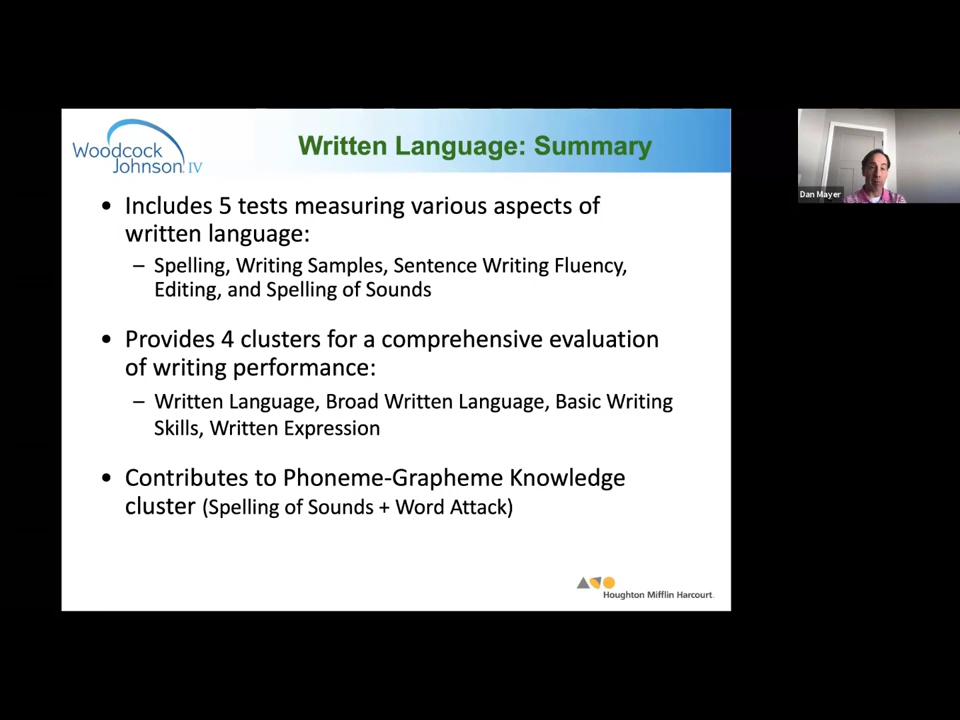 Woodcock
Johnson IV
Written Language: Summary
• Includes 5 tests measuring various aspects of
written language:
– Spelling, Writing Samples, Sentence Writing Fluency,
Editing, and Spelling of Sounds
• Provides 4 clusters for a comprehensive evaluation
of writing performance:
– Written Language, Broad Written Language, Basic Writing
Skills, Written Expression
• Contributes to Phoneme-Grapheme Knowledge
cluster (Spelling of Sounds + Word Attack)
Houghton Mifflin Harcourt
Dan Mayer